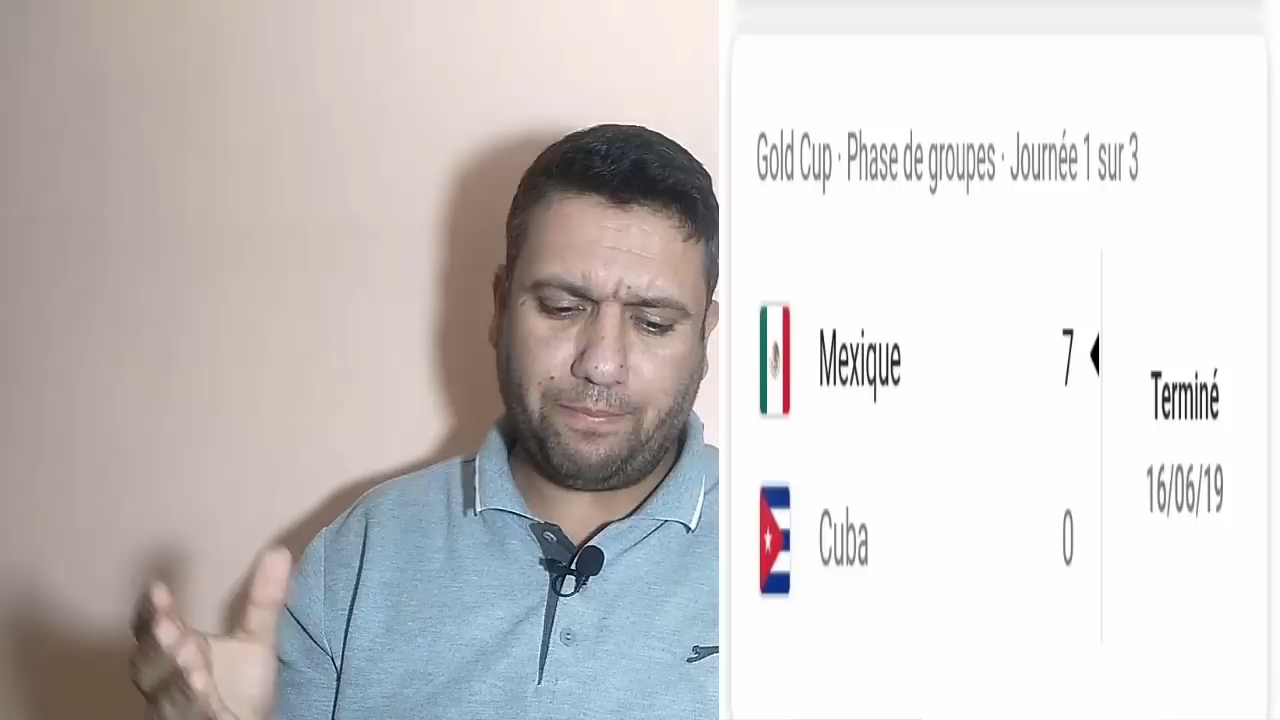 Gold Cup · Phase de groupes · Journée 1 sur 3
Mexique 7
Terminé
16/06/19
Cuba 0